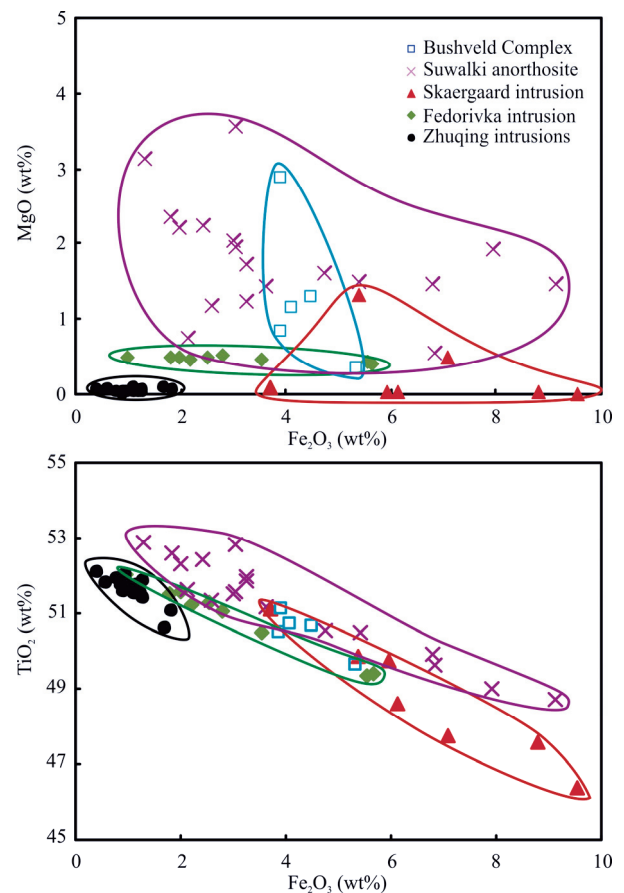 5
4
3
2
1
0
MgO (wt%)
Bushveld Complex
Suwalki anorthosite
Skaergaard intrusion
Fedorivka intrusion
Zhuqing intrusions
0 2 4 6 8 10
Fe₂O₃ (wt%)
55
53
51
49
47
45
TiO₂ (wt%)
0 2 4 6 8 10
Fe₂O₃ (wt%)